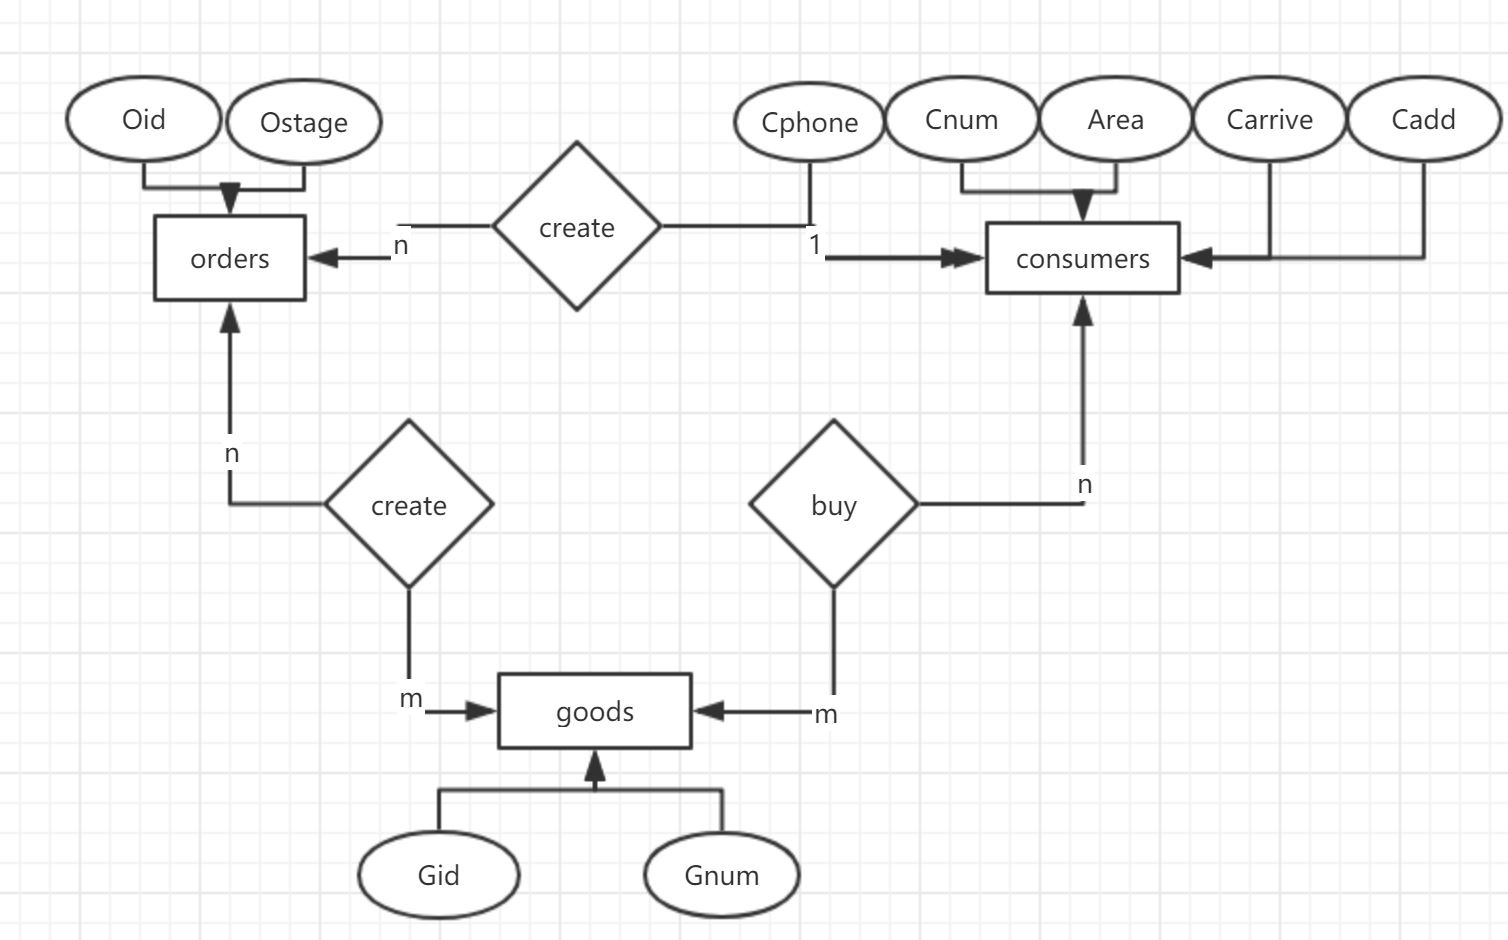 Oid
Ostage
Cphone
Cnum
Area
Carrive
Cadd
create
n
1
orders
consumers
n
n
create
buy
m
m
goods
Gid
Gnum